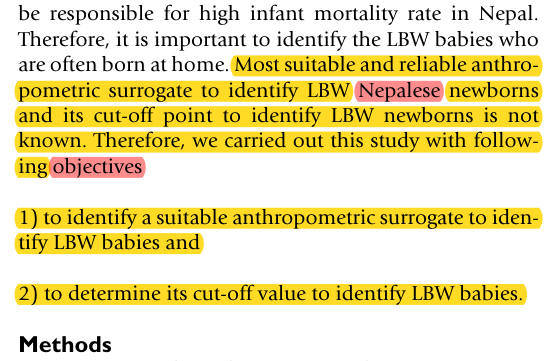 be responsible for high infant mortality rate in Nepal.
Therefore, it is important to identify the LBW babies who
are often born at home. Most suitable and reliable anthro-
pometric surrogate to identify LBW Nepalese newborns
and its cut-off point to identify LBW newborns is not
known. Therefore, we carried out this study with follow-
ing objectives
1) to identify a suitable anthropometric surrogate to iden-
tify LBW babies and
2) to determine its cut-off value to identify LBW babies.
Methods